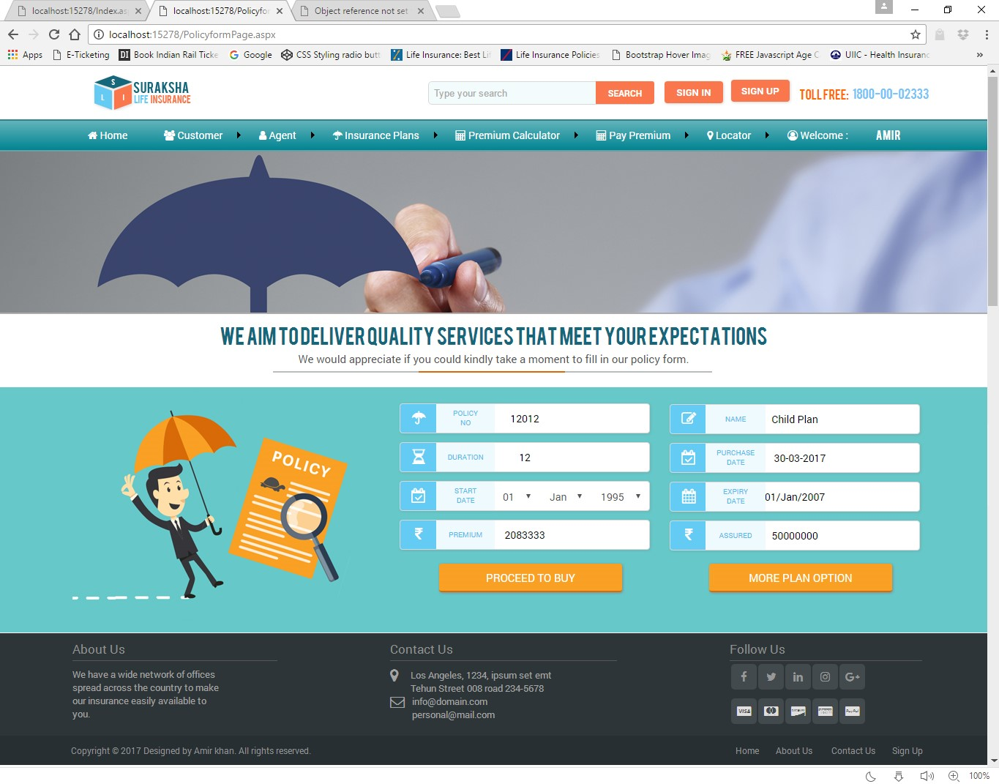 localhost:15278/Index.as
localhost:15278/Policyfor
Object reference not set
localhost:15278/PolicyformPage.aspx
Apps
E-Ticketing
DI Book Indian Rail Ticke
Google
CSS Styling radio butt
Life Insurance: Best Li
Life Insurance Policies
Bootstrap Hover Imag
FREE Javascript Age C
UIIC - Health Insuranc
»
S
L I
SURAKSHA
LIFE INSURANCE
Type your search
SEARCH
SIGN IN
SIGN UP
TOLL FREE: 1800-00-02333
Home
Customer
Agent
Insurance Plans
Premium Calculator
Pay Premium
Locator
Welcome :
AMIR
WE AIM TO DELIVER QUALITY SERVICES THAT MEET YOUR EXPECTATIONS
We would appreciate if you could kindly take a moment to fill in our policy form.
POLICY
POLICY
NO
12012
NAME
Child Plan
DURATION
12
PURCHASE
DATE
30-03-2017
START
DATE
01 Jan 1995
EXPIRY
DATE
01/Jan/2007
₹ PREMIUM
2083333
₹ ASSURED
50000000
PROCEED TO BUY
MORE PLAN OPTION
About Us
We have a wide network of offices
spread across the country to make
our insurance easily available to
you.
Contact Us
Los Angeles, 1234, ipsum set emt
Tehun Street 008 road 234-5678
info@domain.com
personal@mail.com
Follow Us
f in G+
VISA PayPal
Copyright © 2017 Designed by Amir khan. All rights reserved.
Home About Us Contact Us Sign Up
100%